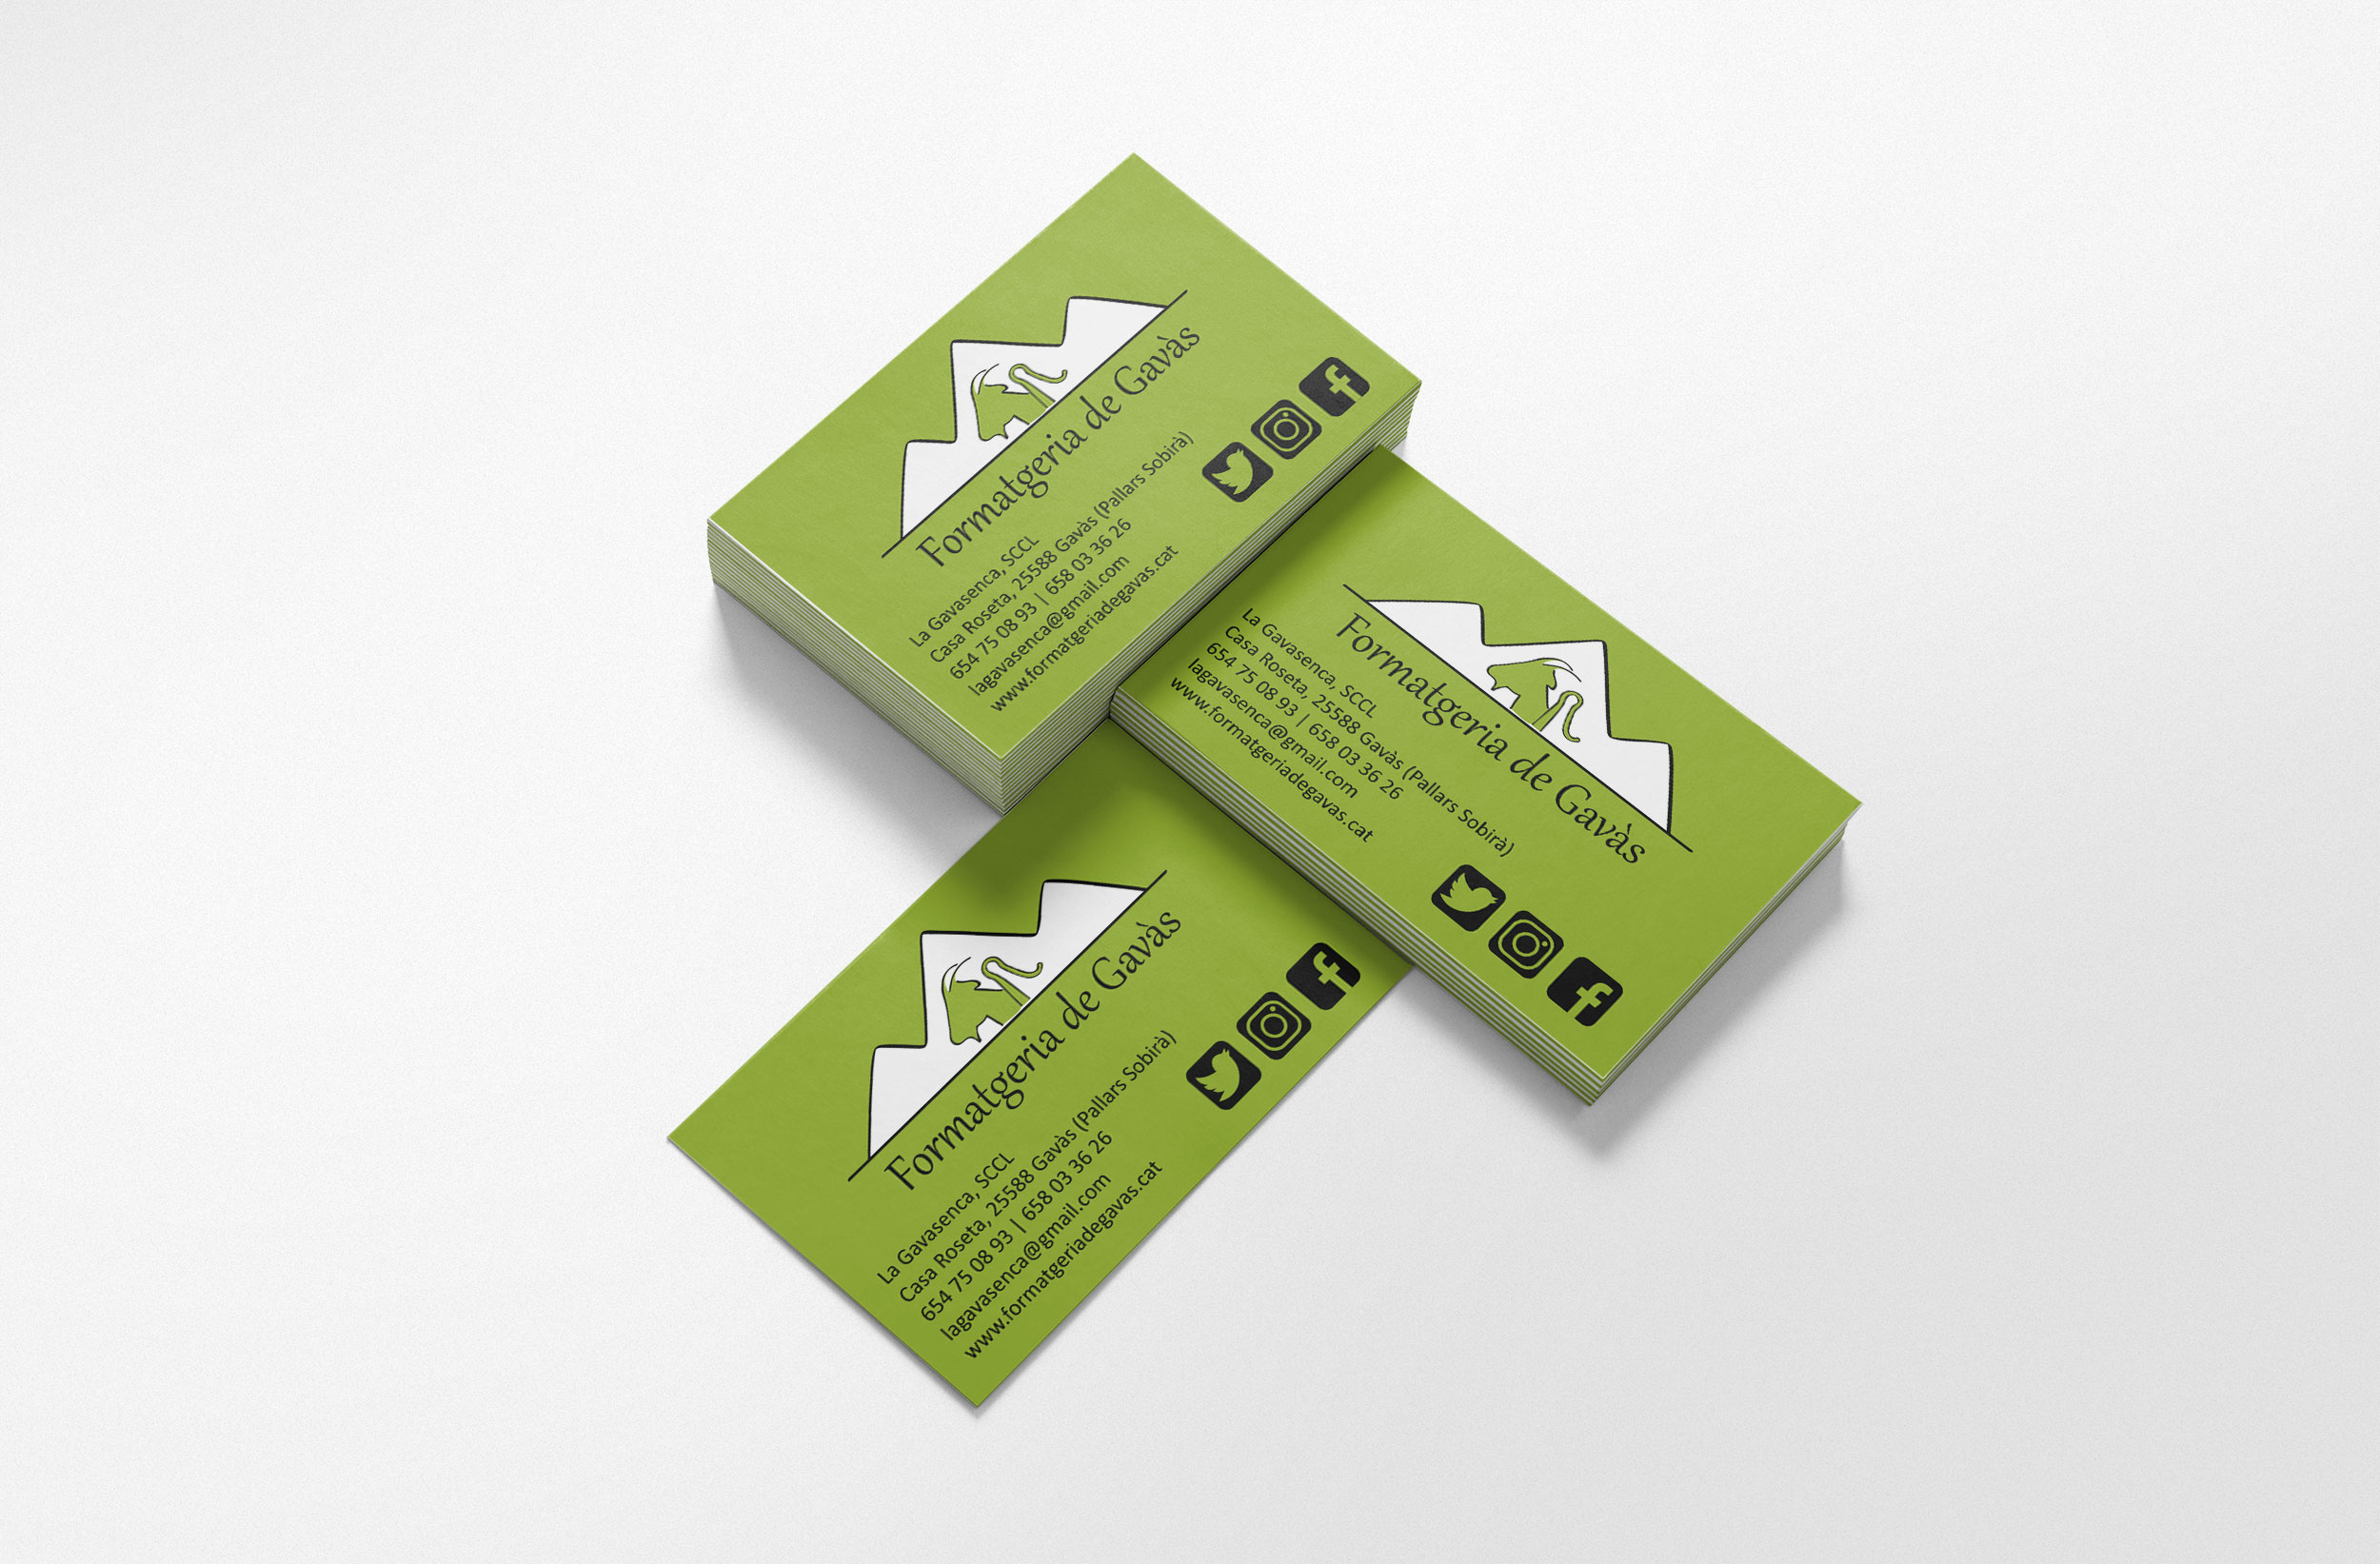 Formatgeria de Gavàs
La Gavasenca, SCCL
Casa Roseta, 25588 Gavàs (Pallars Sobirà)
654 75 08 93 | 658 03 36 26
lagavasenca@gmail.com
www.formatgeriadegavas.cat
Formatgeria de Gavàs
La Gavasenca, SCCL
Casa Roseta, 25588 Gavàs (Pallars Sobirà)
654 75 08 93 | 658 03 36 26
lagavasenca@gmail.com
www.formatgeriadegavas.cat
Formatgeria de Gavàs
La Gavasenca, SCCL
Casa Roseta, 25588 Gavàs (Pallars Sobirà)
654 75 08 93 | 658 03 36 26
lagavasenca@gmail.com
www.formatgeriadegavas.cat